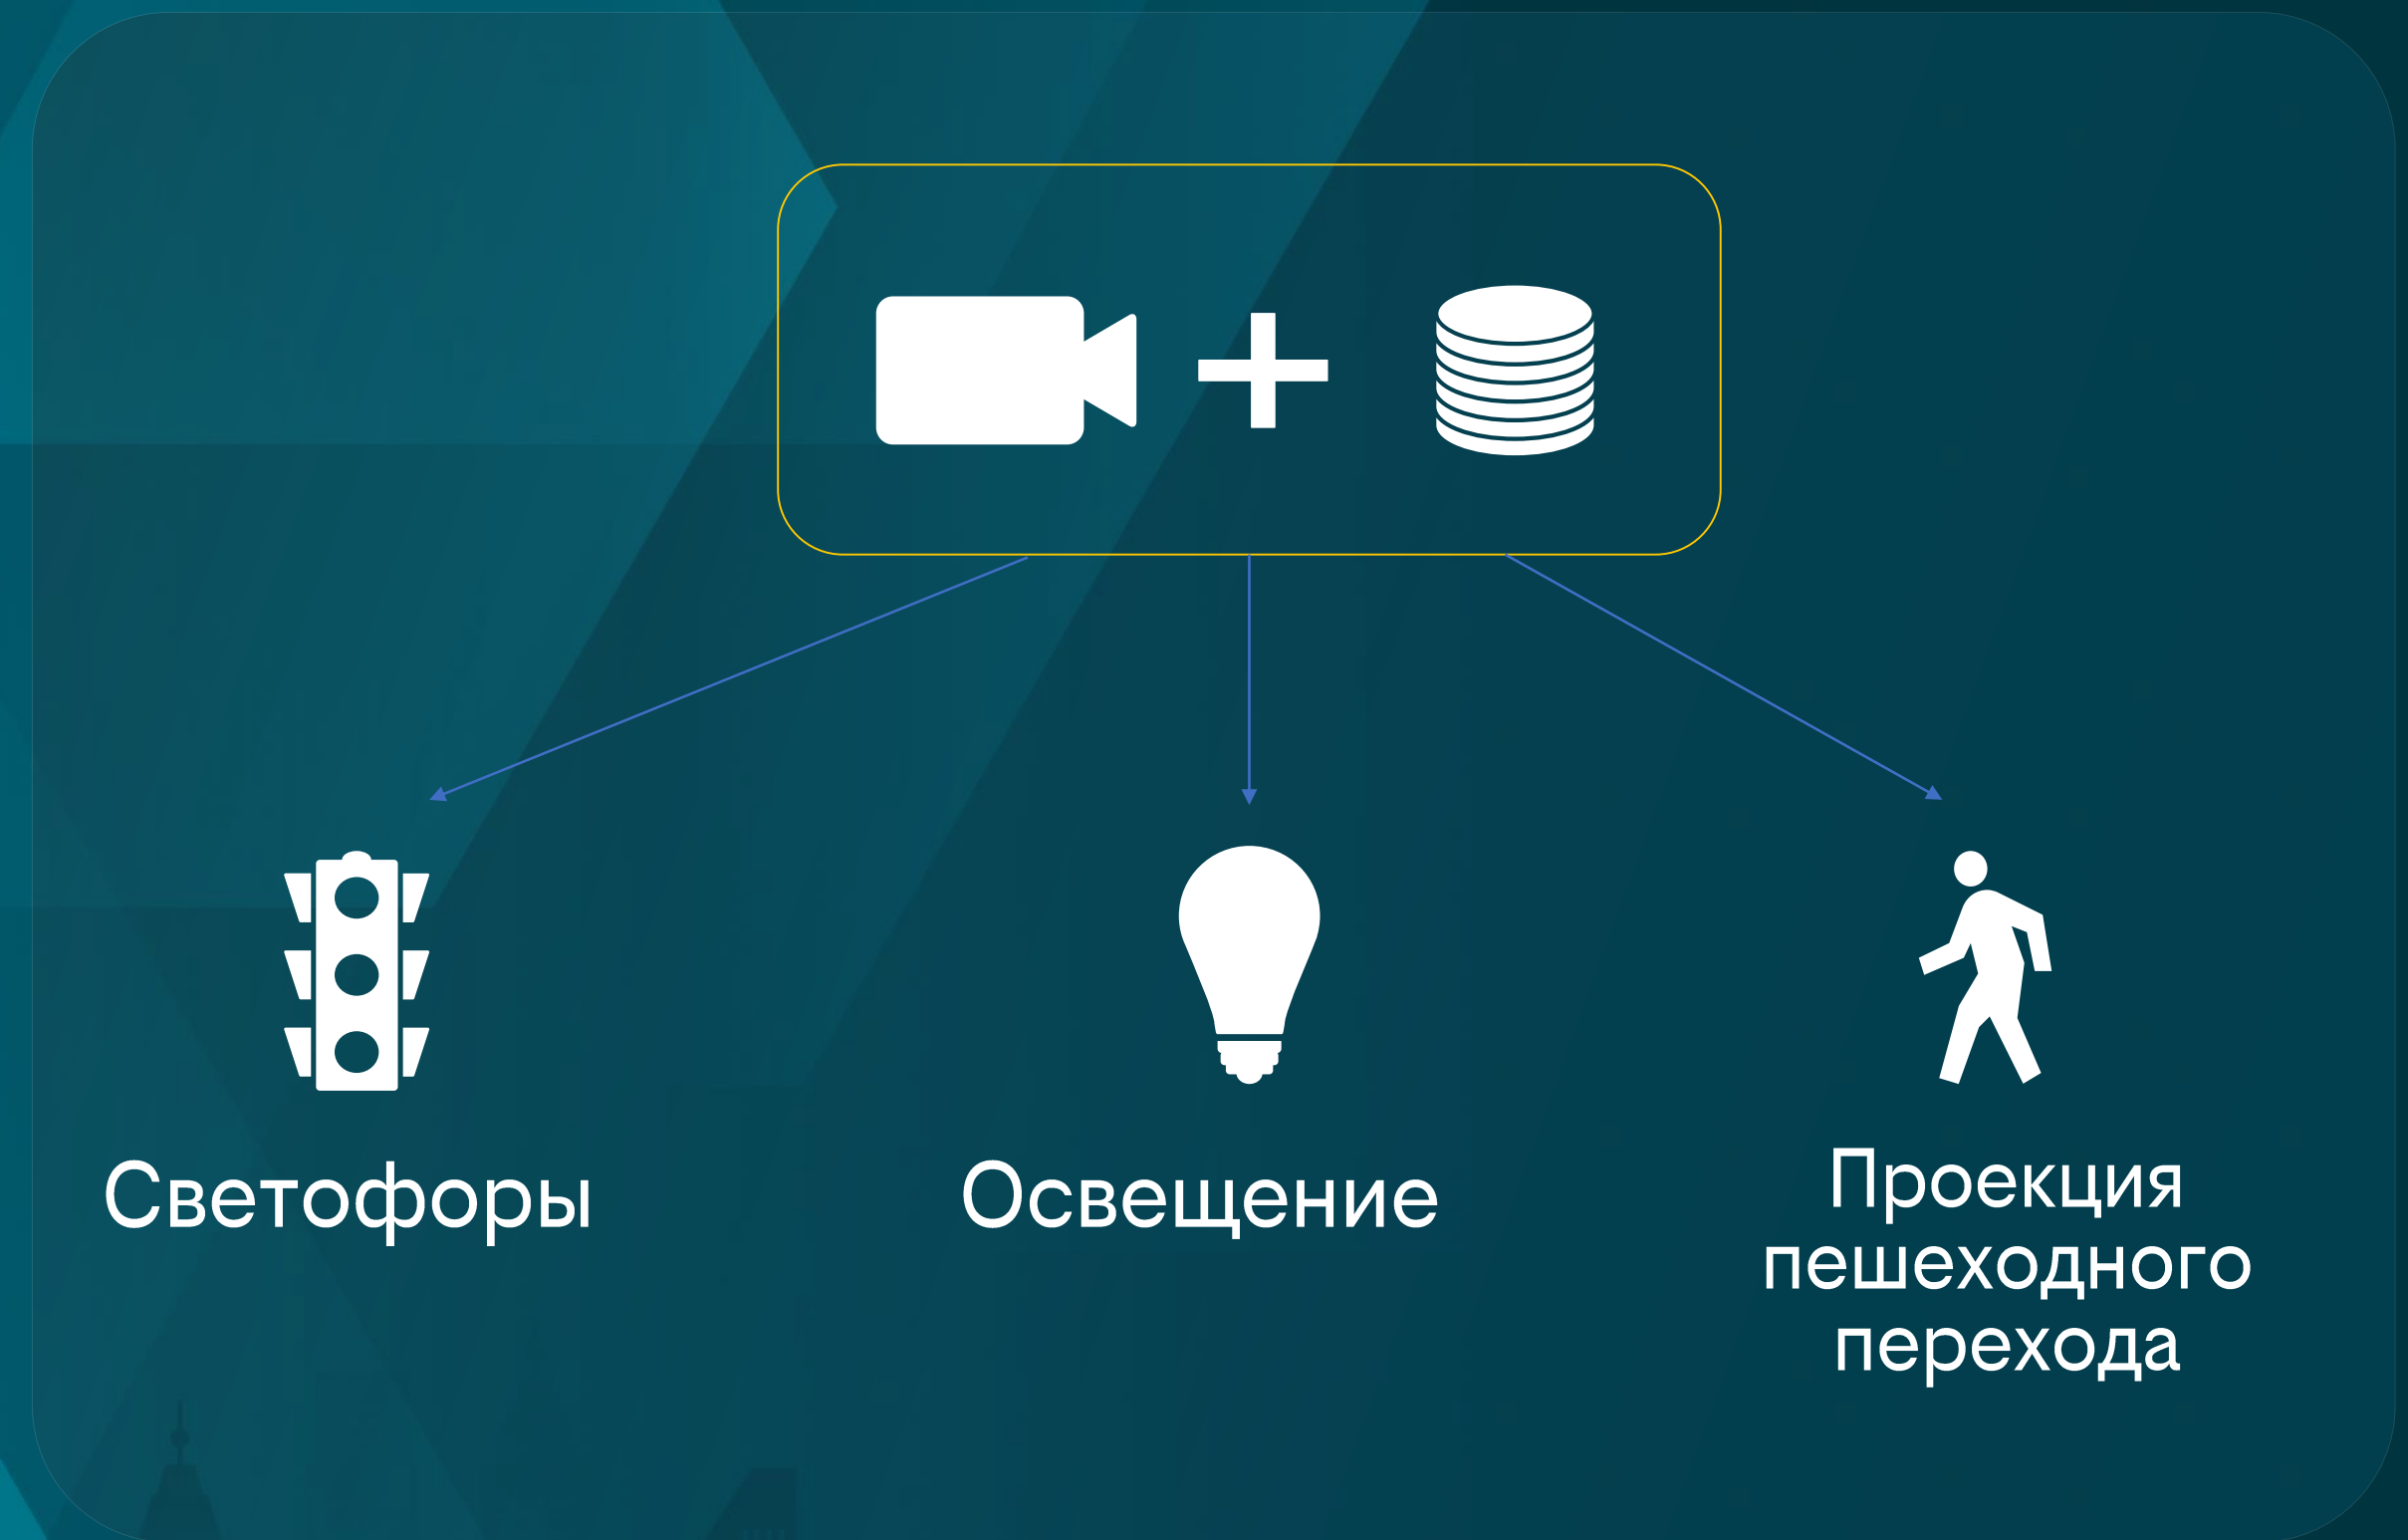 Светофоры
Освещение
Проекция
пешеходного
перехода